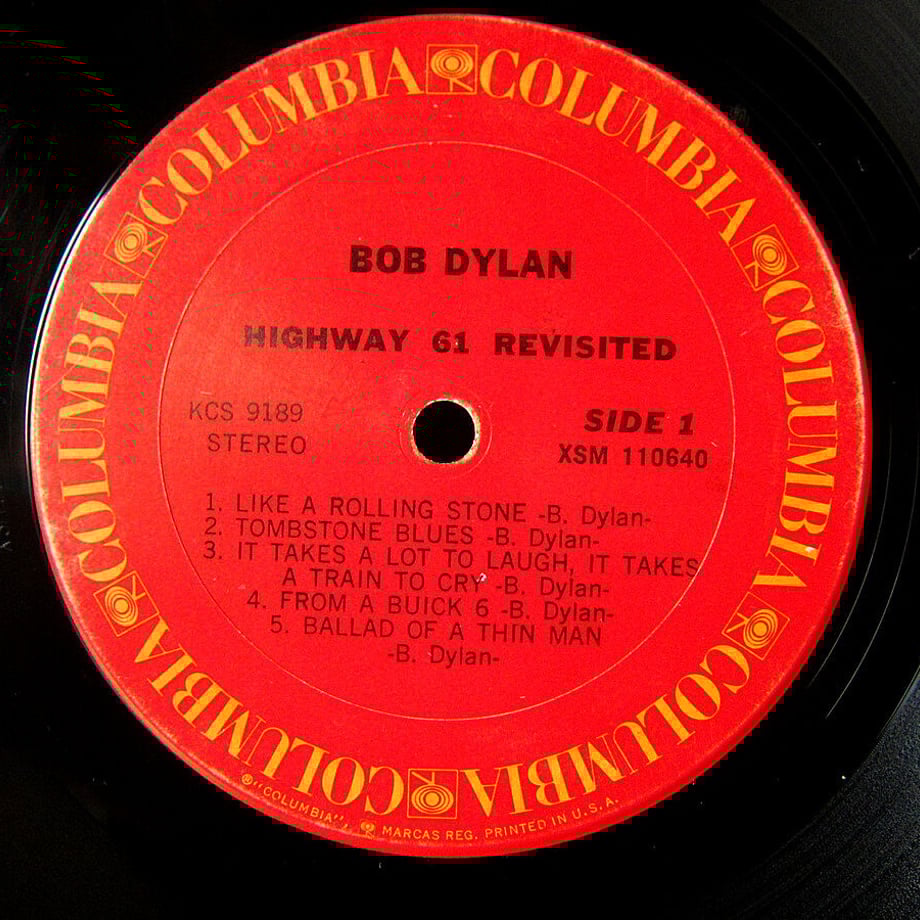 COLUMBIA COLUMBIA COLUMBIA COLUMBIA COLUMBIA COLUMBIA
BOB DYLAN
HIGHWAY 61 REVISITED
KCS 9189
STEREO
SIDE 1
XSM 110640
1. LIKE A ROLLING STONE -B. Dylan-
2. TOMBSTONE BLUES -B. Dylan-
3. IT TAKES A LOT TO LAUGH, IT TAKES
A TRAIN TO CRY -B. Dylan-
4. FROM A BUICK 6 -B. Dylan-
5. BALLAD OF A THIN MAN
-B. Dylan-
®"COLUMBIA", MARCAS REG. PRINTED IN U.S.A.